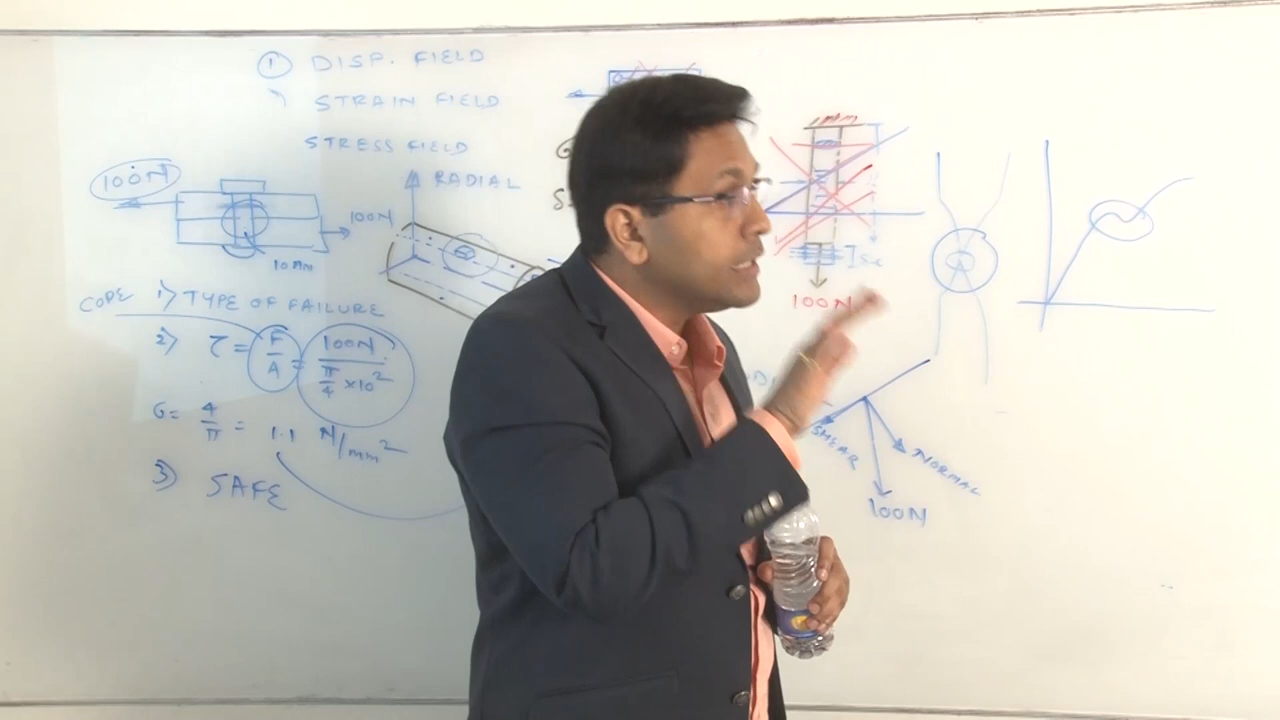 ① DISP. FIELD
STRAIN FIELD
STRESS FIELD
100N
RADIAL
100N
10mm
CODE 1) TYPE OF FAILURE
2) τ = F/A = 100N / π/4 ×10²
G = 4/π = 1.1 N/mm²
3) SAFE
100N
SHEAR
NORMAL
100N